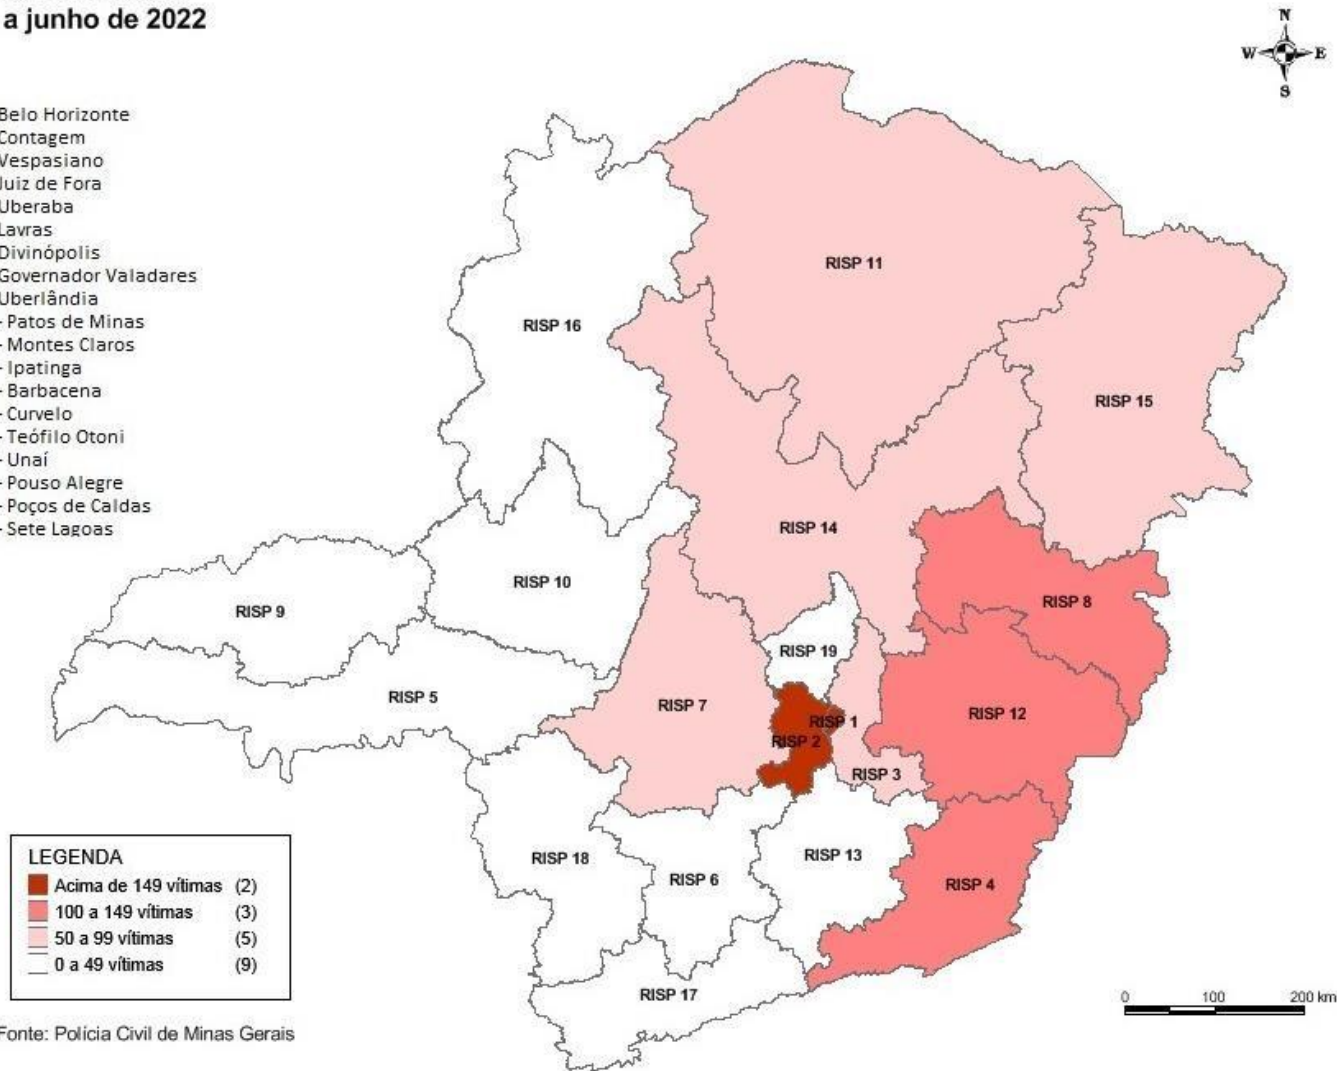 a junho de 2022
N
W E
S
Belo Horizonte
Contagem
Vespasiano
Juiz de Fora
Uberaba
Lavras
Divinópolis
Governador Valadares
Uberlândia
- Patos de Minas
- Montes Claros
- Ipatinga
- Barbacena
- Curvelo
- Teófilo Otoni
- Unaí
- Pouso Alegre
- Poços de Caldas
- Sete Lagoas
RISP 11
RISP 16
RISP 15
RISP 14
RISP 10
RISP 8
RISP 9
RISP 19
RISP 5
RISP 7
RISP 12
RISP 1
RISP 2
RISP 3
RISP 13
RISP 18
RISP 6
RISP 4
RISP 17
LEGENDA
Acima de 149 vítimas (2)
100 a 149 vítimas (3)
50 a 99 vítimas (5)
0 a 49 vítimas (9)
0 100 200 km
Fonte: Polícia Civil de Minas Gerais